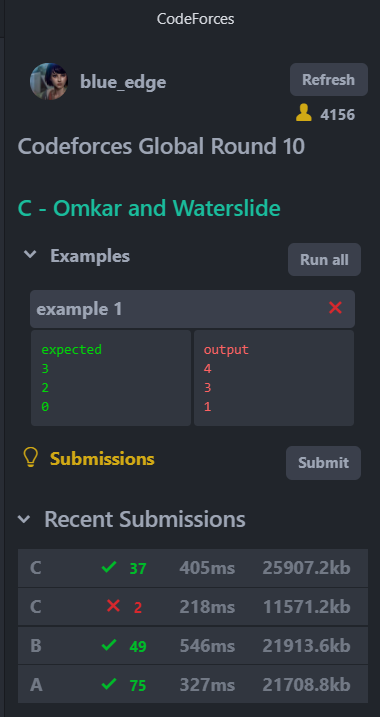 CodeForces
blue_edge
Refresh
4156
Codeforces Global Round 10
C - Omkar and Waterslide
Examples
Run all
example 1
expected
3
2
0
output
4
3
1
Submissions
Submit
Recent Submissions
C 37 405ms 25907.2kb
C 2 218ms 11571.2kb
B 49 546ms 21913.6kb
A 75 327ms 21708.8kb